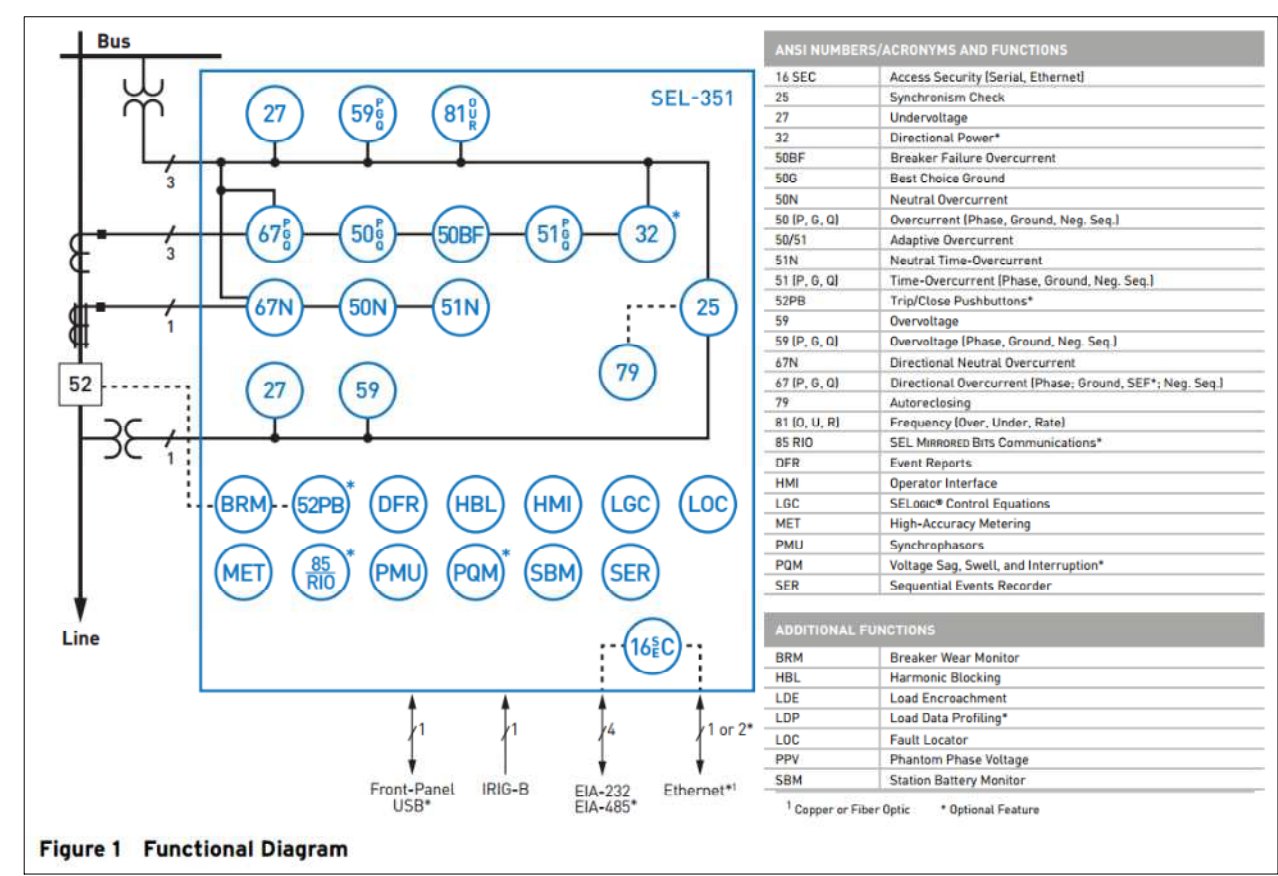 Bus
SEL-351
27
59 P G Q
81 O U R
3
67 P G Q
50 P G Q
50BF
51 P G Q
32 *
3
67N
50N
51N
25
1
79
52
27
59
1
BRM
52PB *
DFR
HBL
HMI
LGC
LOC
MET
85 RIO *
PMU
PQM *
SBM
SER
Line
16 S E C
1
1
4
1 or 2*
Front-Panel
USB*
IRIG-B
EIA-232
EIA-485*
Ethernet*1
ANSI NUMBERS/ACRONYMS AND FUNCTIONS
16 SEC Access Security (Serial, Ethernet)
25 Synchronism Check
27 Undervoltage
32 Directional Power*
50BF Breaker Failure Overcurrent
50G Best Choice Ground
50N Neutral Overcurrent
50 (P, G, Q) Overcurrent (Phase, Ground, Neg. Seq.)
50/51 Adaptive Overcurrent
51N Neutral Time-Overcurrent
51 (P, G, Q) Time-Overcurrent (Phase, Ground, Neg. Seq.)
52PB Trip/Close Pushbuttons*
59 Overvoltage
59 (P, G, Q) Overvoltage (Phase, Ground, Neg. Seq.)
67N Directional Neutral Overcurrent
67 (P, G, Q) Directional Overcurrent (Phase; Ground, SEF*; Neg. Seq.)
79 Autoreclosing
81 (O, U, R) Frequency (Over, Under, Rate)
85 RIO SEL MIRRORED BITS Communications*
DFR Event Reports
HMI Operator Interface
LGC SELOGIC® Control Equations
MET High-Accuracy Metering
PMU Synchrophasors
PQM Voltage Sag, Swell, and Interruption*
SER Sequential Events Recorder
ADDITIONAL FUNCTIONS
BRM Breaker Wear Monitor
HBL Harmonic Blocking
LDE Load Encroachment
LDP Load Data Profiling*
LOC Fault Locator
PPV Phantom Phase Voltage
SBM Station Battery Monitor
1 Copper or Fiber Optic * Optional Feature
Figure 1 Functional Diagram